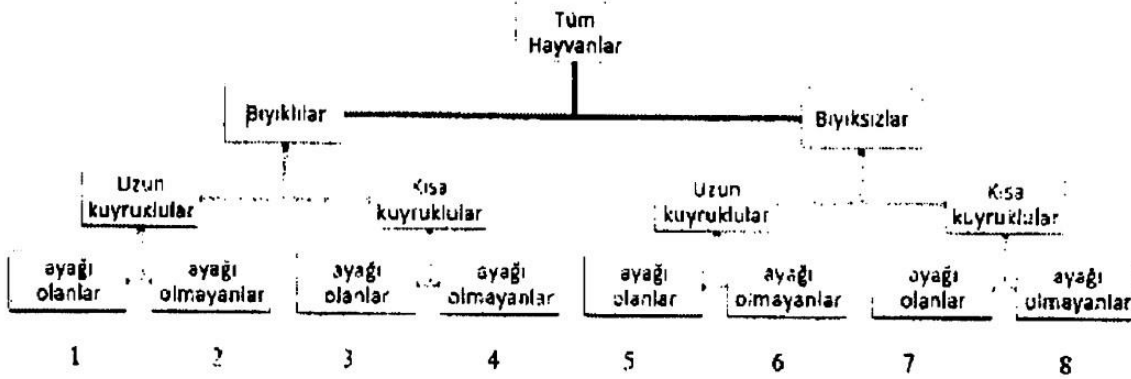 Tüm
Hayvanlar
Bıyıklılar
Bıyıksızlar
Uzun
kuyruklular
Kısa
kuyruklular
Uzun
kuyruklular
Kısa
kuyruklular
ayağı
olanlar
ayağı
olmayanlar
ayağı
olanlar
ayağı
olmayanlar
ayağı
olanlar
ayağı
olmayanlar
ayağı
olanlar
ayağı
olmayanlar
1 2 3 4 5 6 7 8